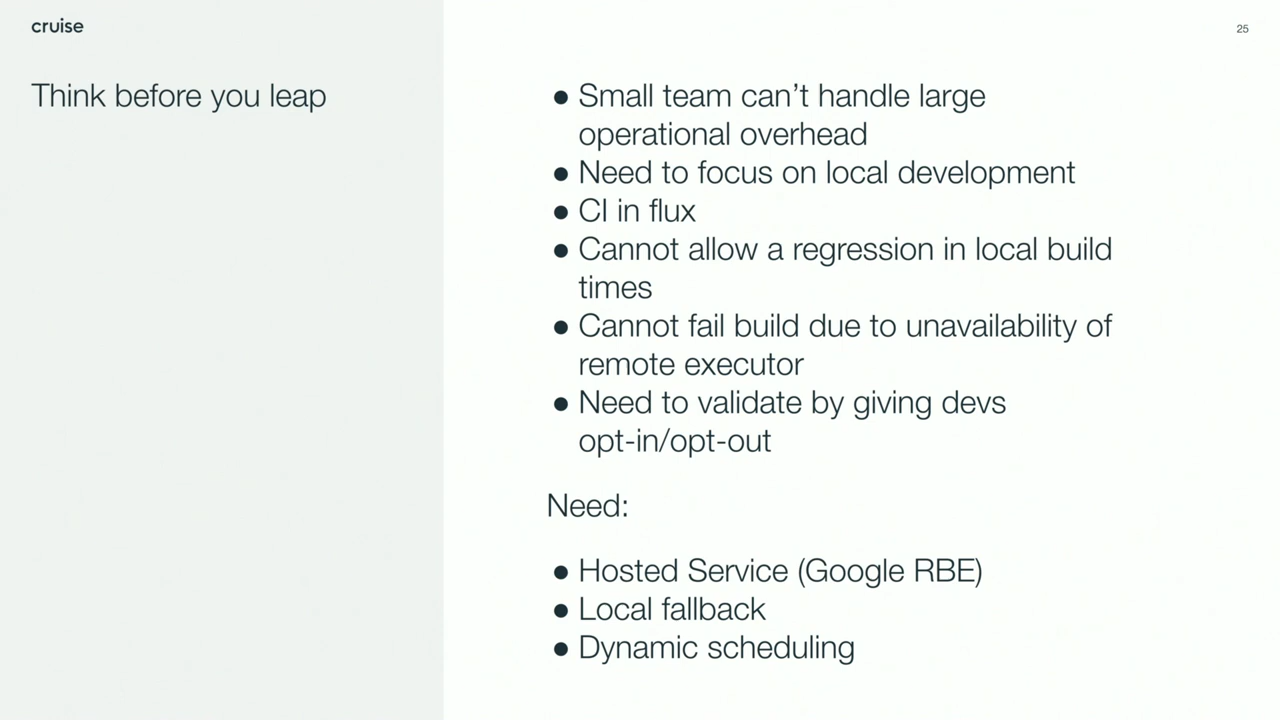 cruise
25
Think before you leap
● Small team can’t handle large
operational overhead
● Need to focus on local development
● CI in flux
● Cannot allow a regression in local build
times
● Cannot fail build due to unavailability of
remote executor
● Need to validate by giving devs
opt-in/opt-out
Need:
● Hosted Service (Google RBE)
● Local fallback
● Dynamic scheduling